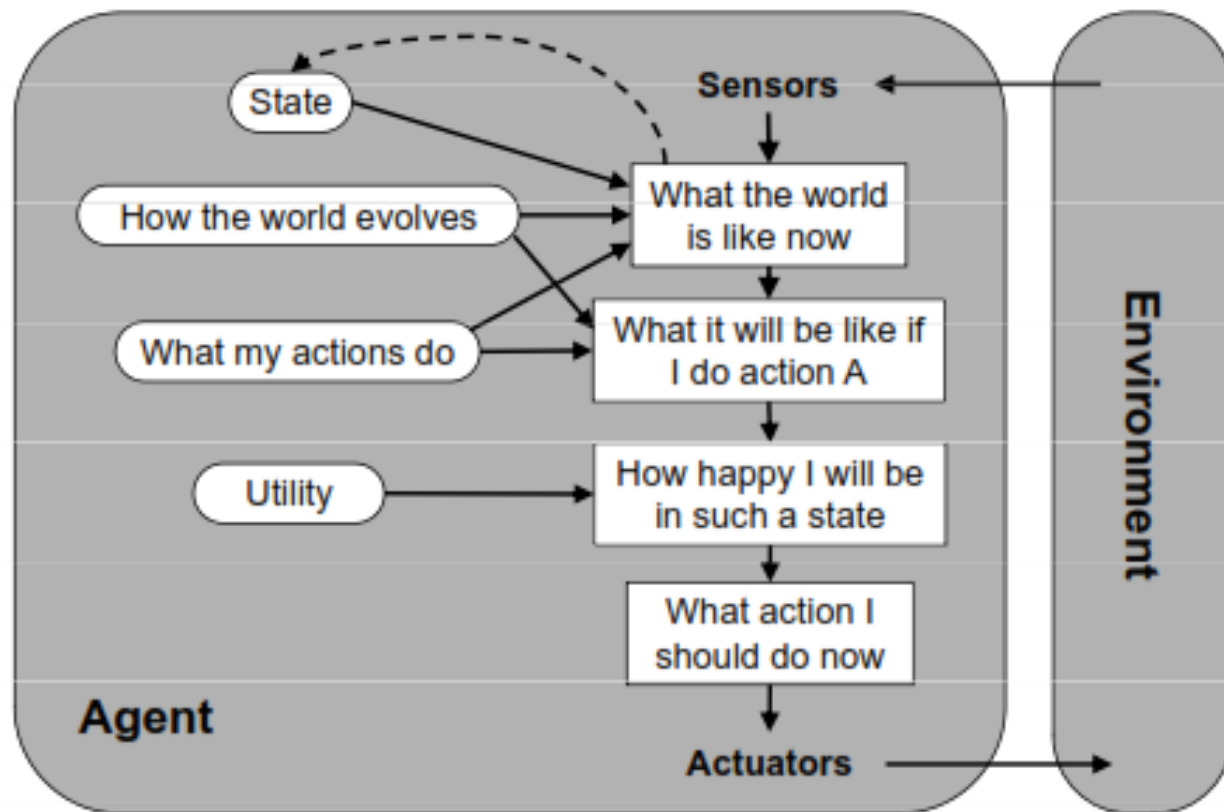 State
Sensors
How the world evolves
What the world
is like now
What my actions do
What it will be like if
I do action A
Utility
How happy I will be
in such a state
What action I
should do now
Agent
Actuators
Environment